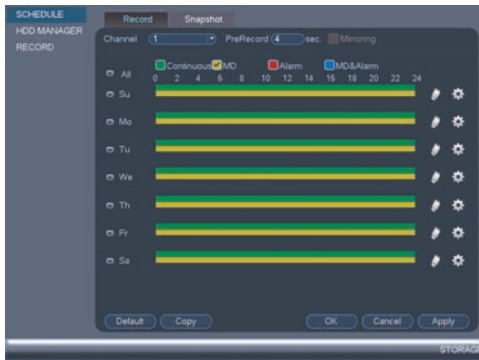 SCHEDULE
HDD MANAGER
RECORD
Record Snapshot
Channel 1 PreRecord 4 sec. Mirroring
All Continuous MD Alarm MD&Alarm
0 2 4 6 8 10 12 14 16 18 20 22 24
Su
Mo
Tu
We
Th
Fr
Sa
Default Copy OK Cancel Apply
STORAG